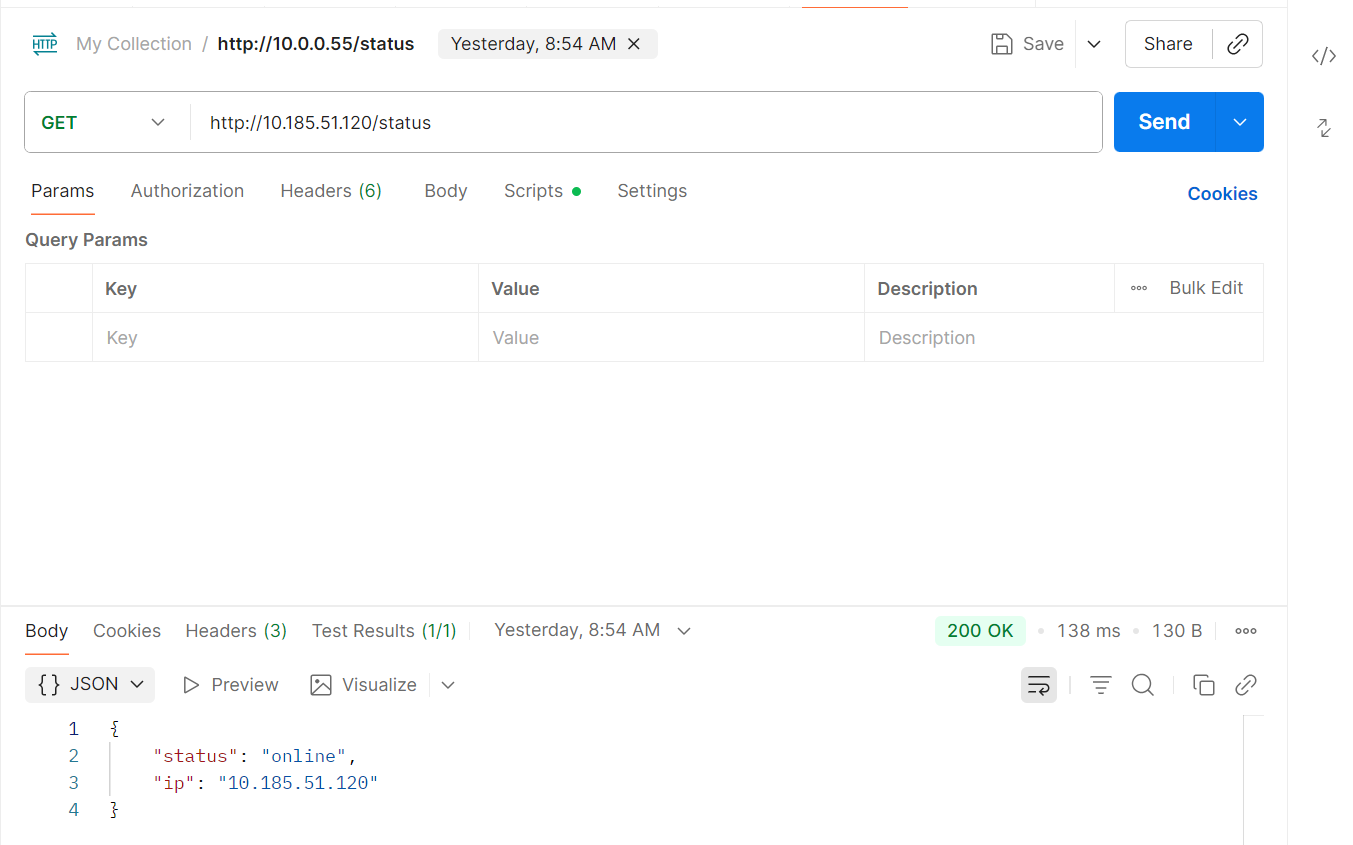 HTTP My Collection / http://10.0.0.55/status Yesterday, 8:54 AM Save Share
GET http://10.185.51.120/status Send
Params Authorization Headers (6) Body Scripts Settings Cookies
Query Params
Key Value Description Bulk Edit
Key Value Description
Body Cookies Headers (3) Test Results (1/1) Yesterday, 8:54 AM 200 OK 138 ms 130 B
{} JSON Preview Visualize
1 {
2 "status": "online",
3 "ip": "10.185.51.120"
4 }